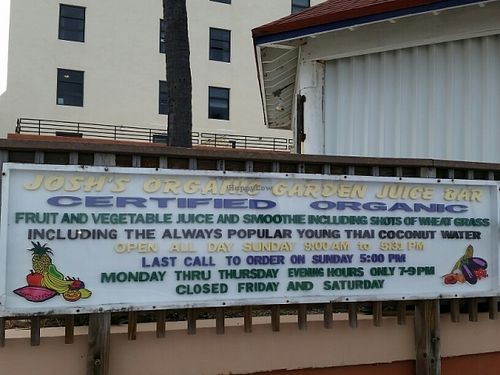 Josh's Organic Garden Juice Bar
Certified Organic
Fruit and Vegetable Juice and Smoothie including Shots of Wheat Grass
Including the Always Popular Young Thai Coconut Water
Open All Day Sunday 9:00 AM to 5:31 PM
Last Call to Order on Sunday 5:00 PM
Monday Thru Thursday Evening Hours Only 7-9 PM
Closed Friday and Saturday
HappyCow